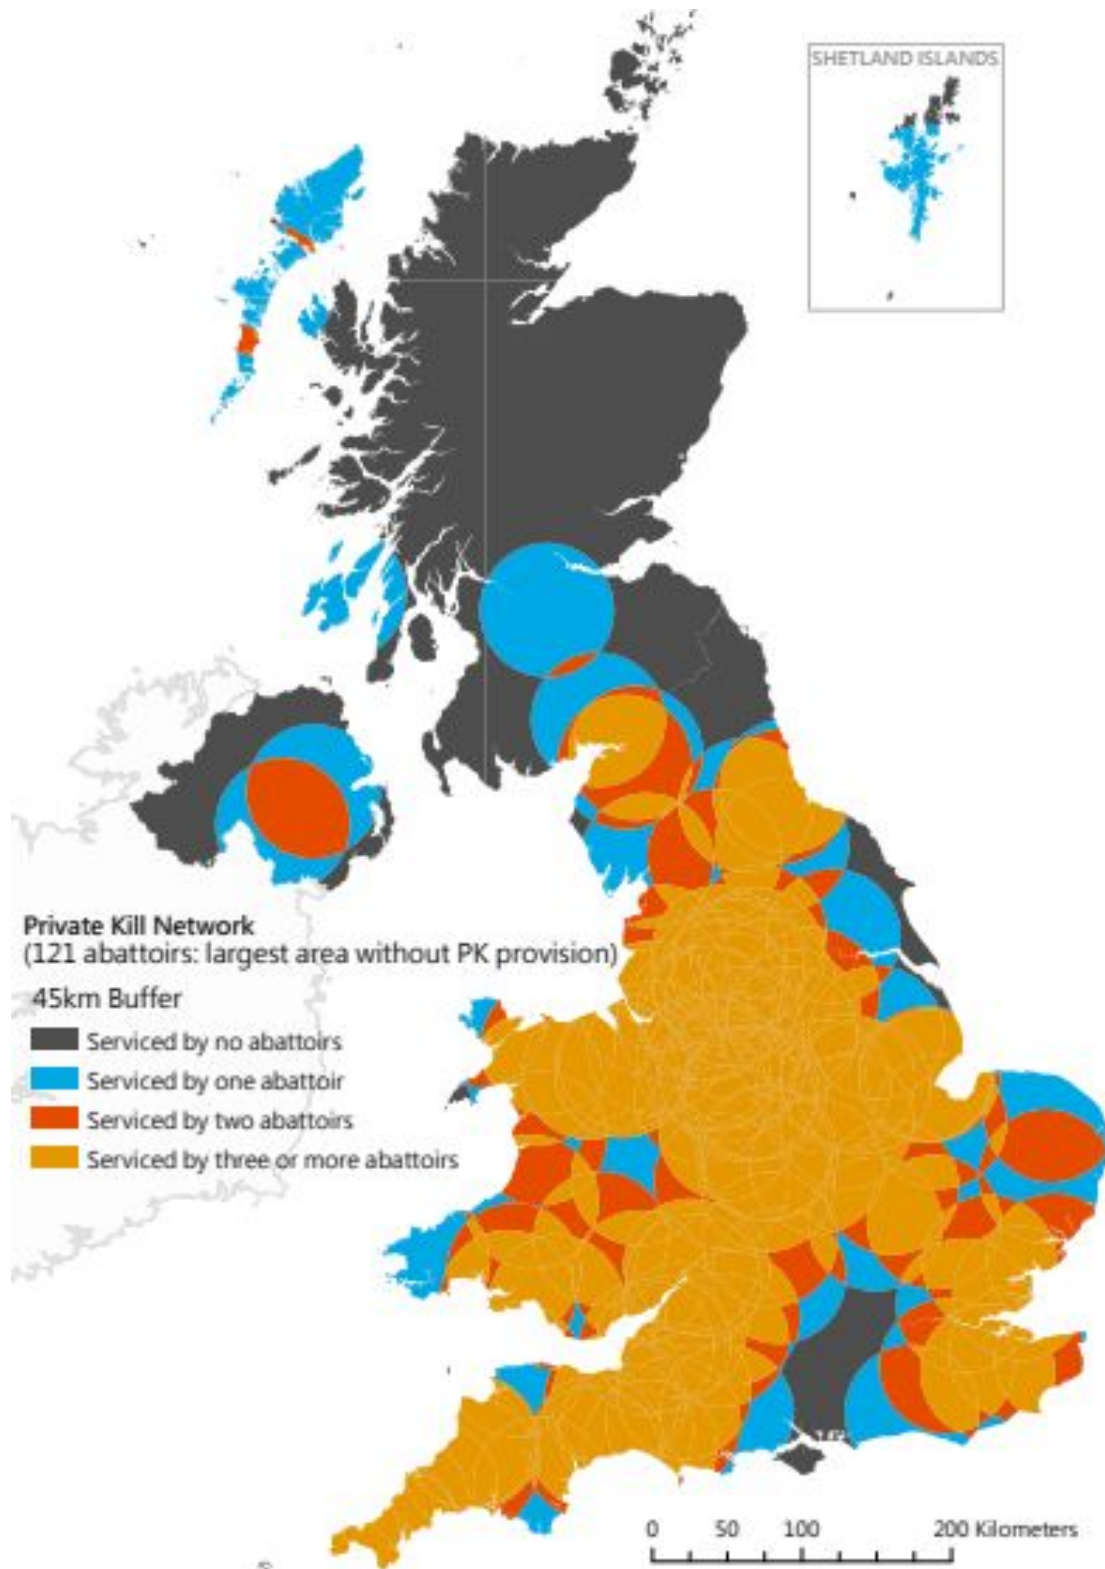 SHETLAND ISLANDS
Private Kill Network
(121 abattoirs: largest area without PK provision)
45km Buffer
Serviced by no abattoirs
Serviced by one abattoir
Serviced by two abattoirs
Serviced by three or more abattoirs
0 50 100 200 Kilometers